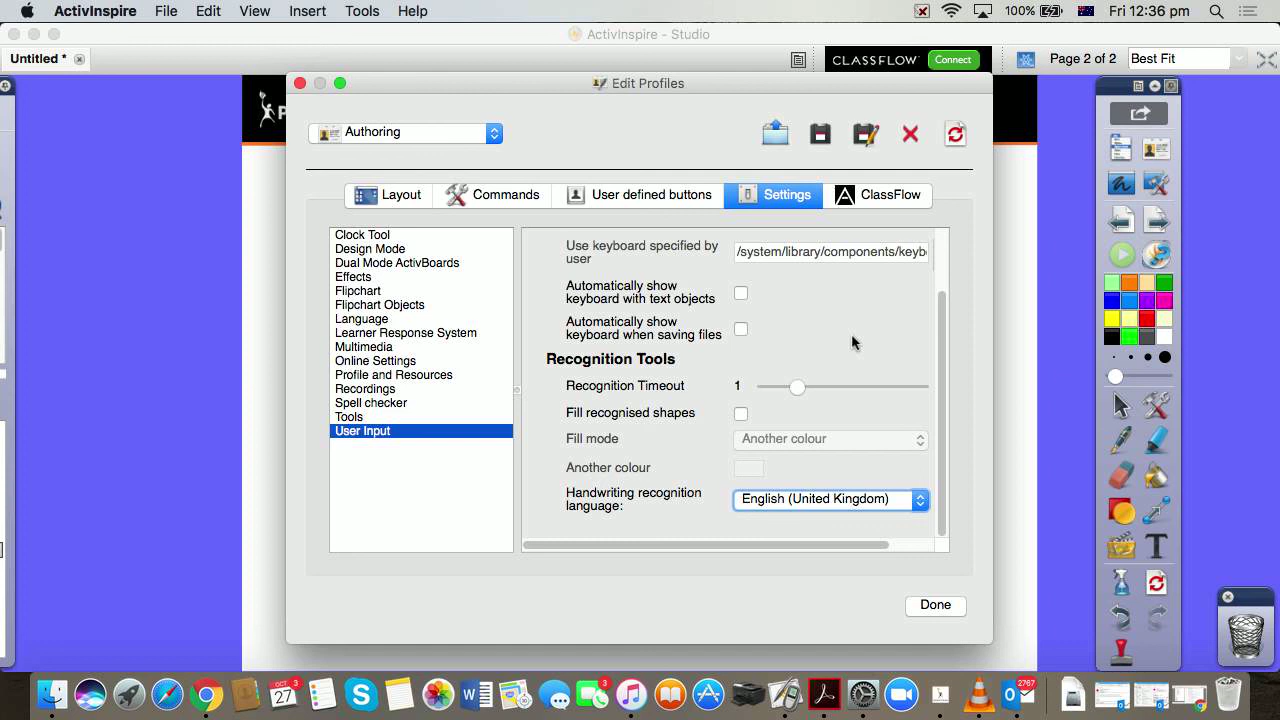 ActivInspire File Edit View Insert Tools Help 100% Fri 12:36 pm
ActivInspire - Studio
Untitled * CLASSFLOW Connect Page 2 of 2 Best Fit
Edit Profiles
Authoring
Layout Commands User defined buttons Settings ClassFlow
Clock Tool
Design Mode
Dual Mode ActivBoards
Effects
Flipchart
Flipchart Objects
Language
Learner Response System
Multimedia
Online Settings
Profile and Resources
Recordings
Spell checker
Tools
User Input
Use keyboard specified by
user
/system/library/components/keyb
Automatically show
keyboard with text objects
Automatically show
keyboard when saving files
Recognition Tools
Recognition Timeout 1
Fill recognised shapes
Fill mode Another colour
Another colour
Handwriting recognition
language:
English (United Kingdom)
Done
OCT 3
27
3
2767